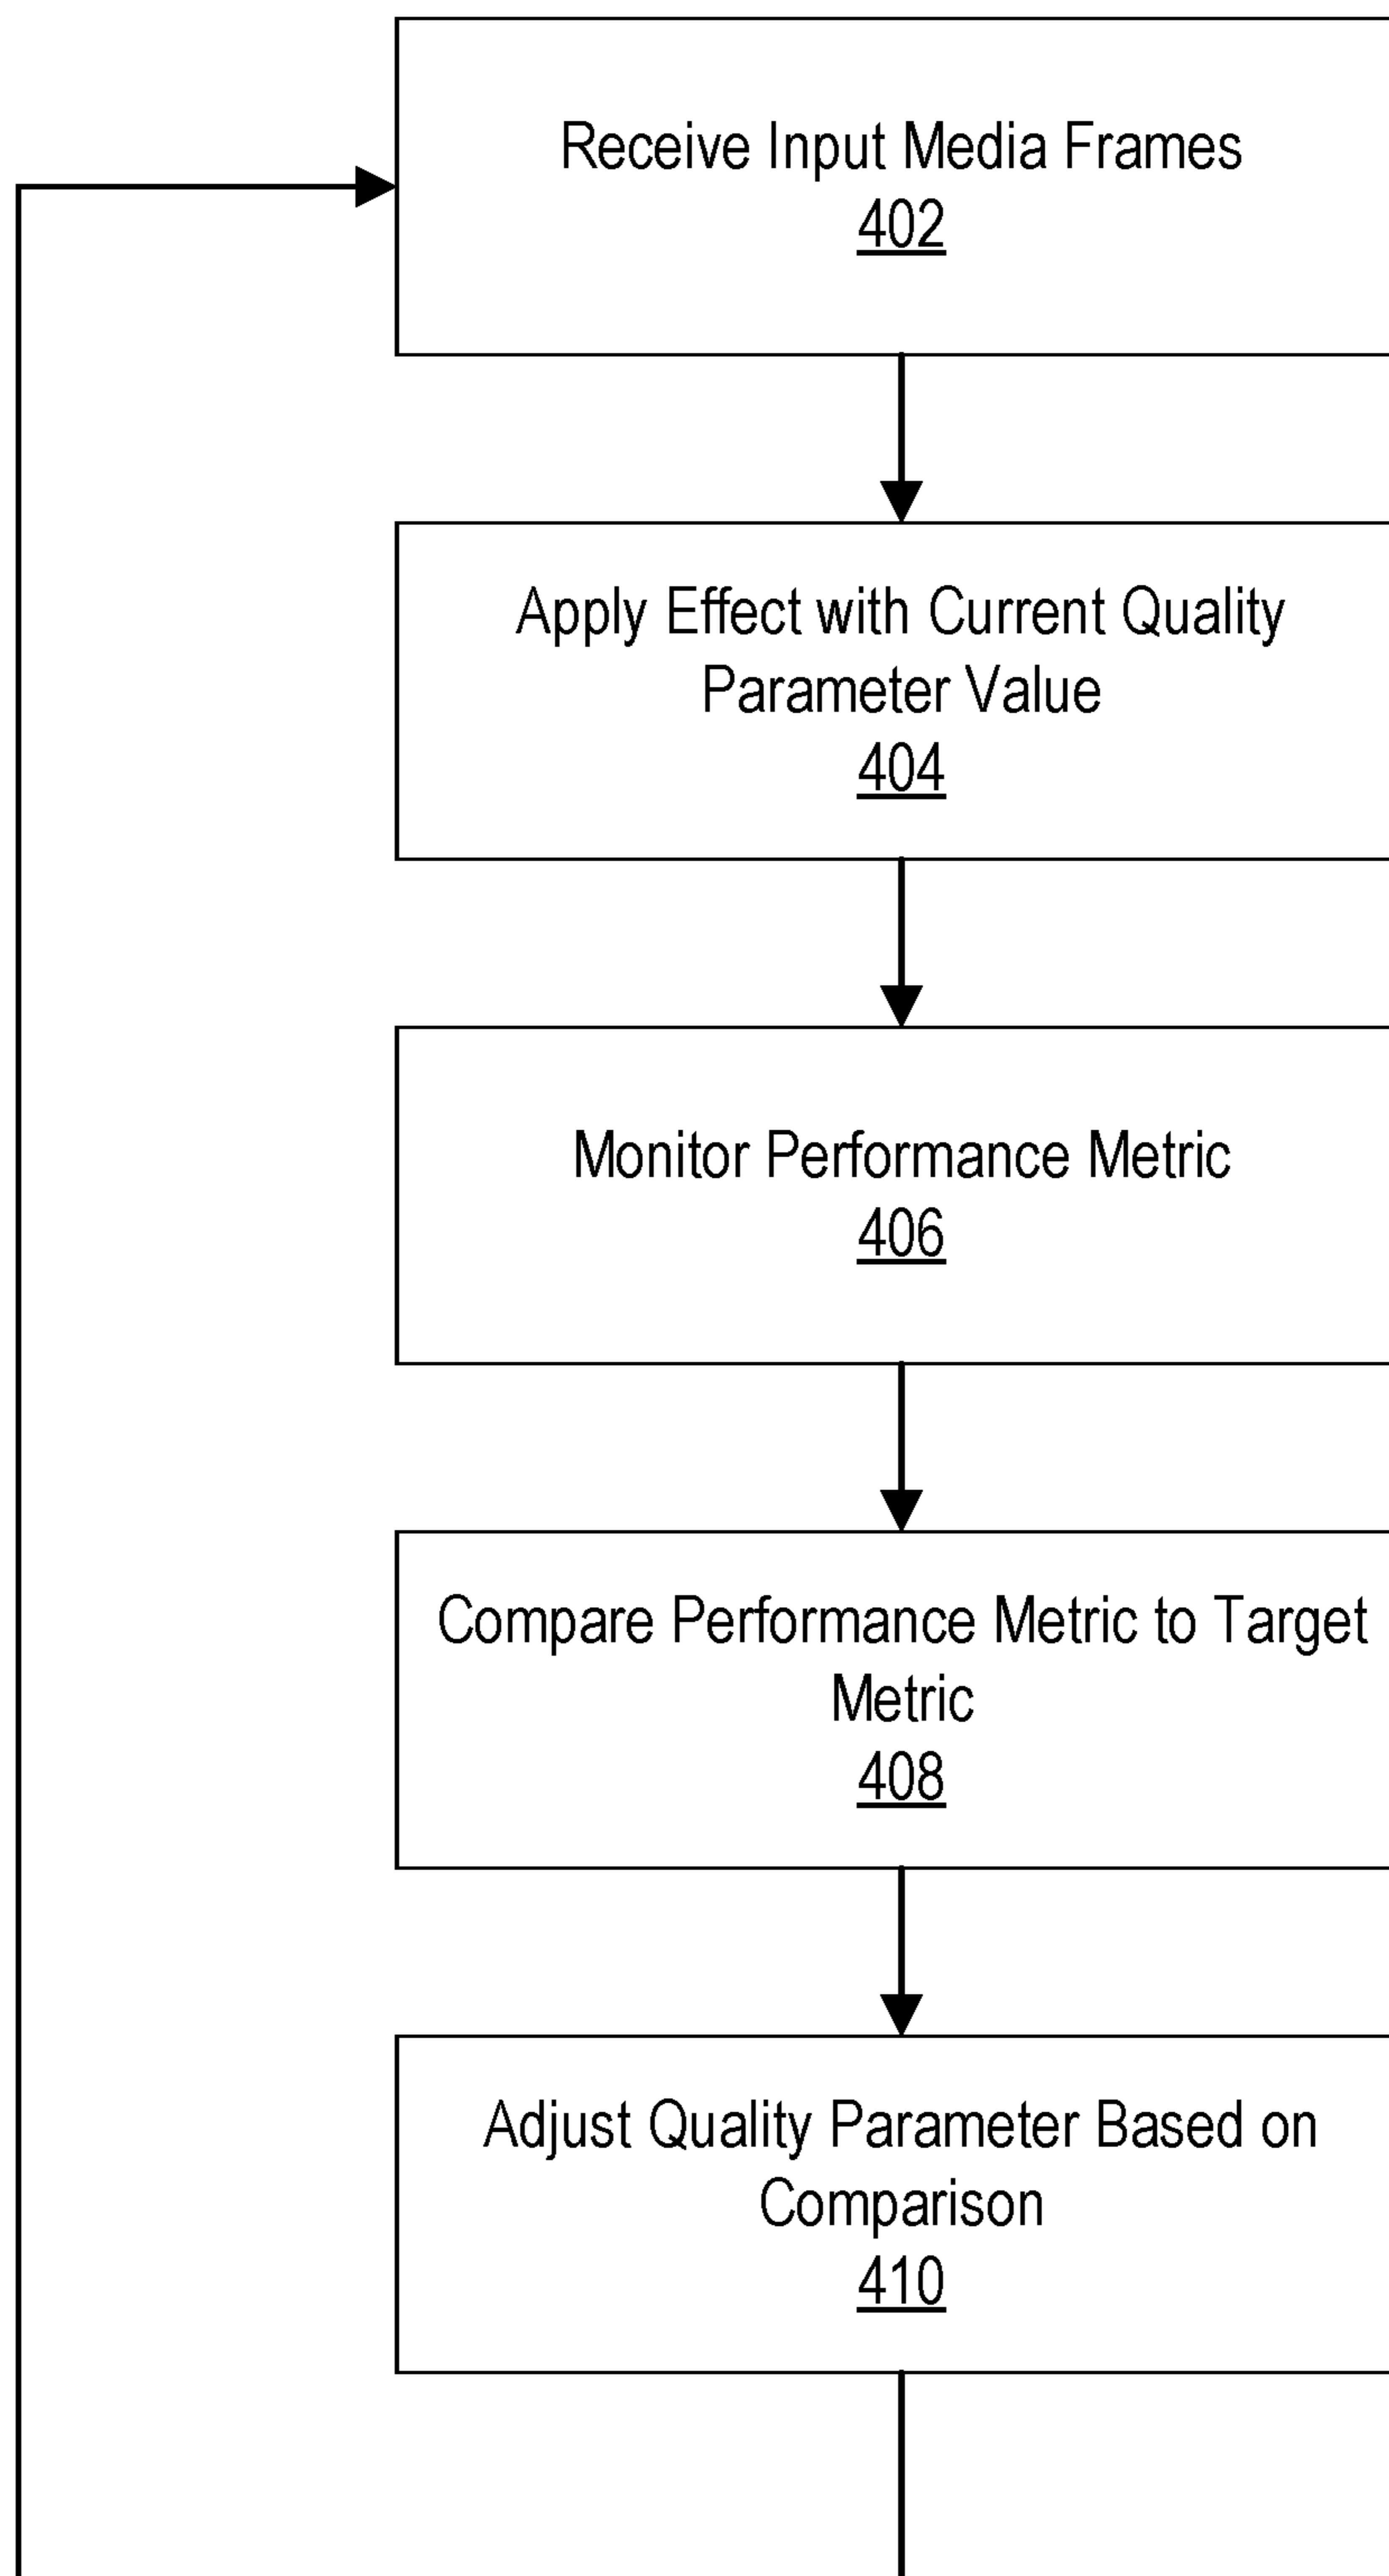 Receive Input Media Frames
402
Apply Effect with Current Quality
Parameter Value
404
Monitor Performance Metric
406
Compare Performance Metric to Target
Metric
408
Adjust Quality Parameter Based on
Comparison
410